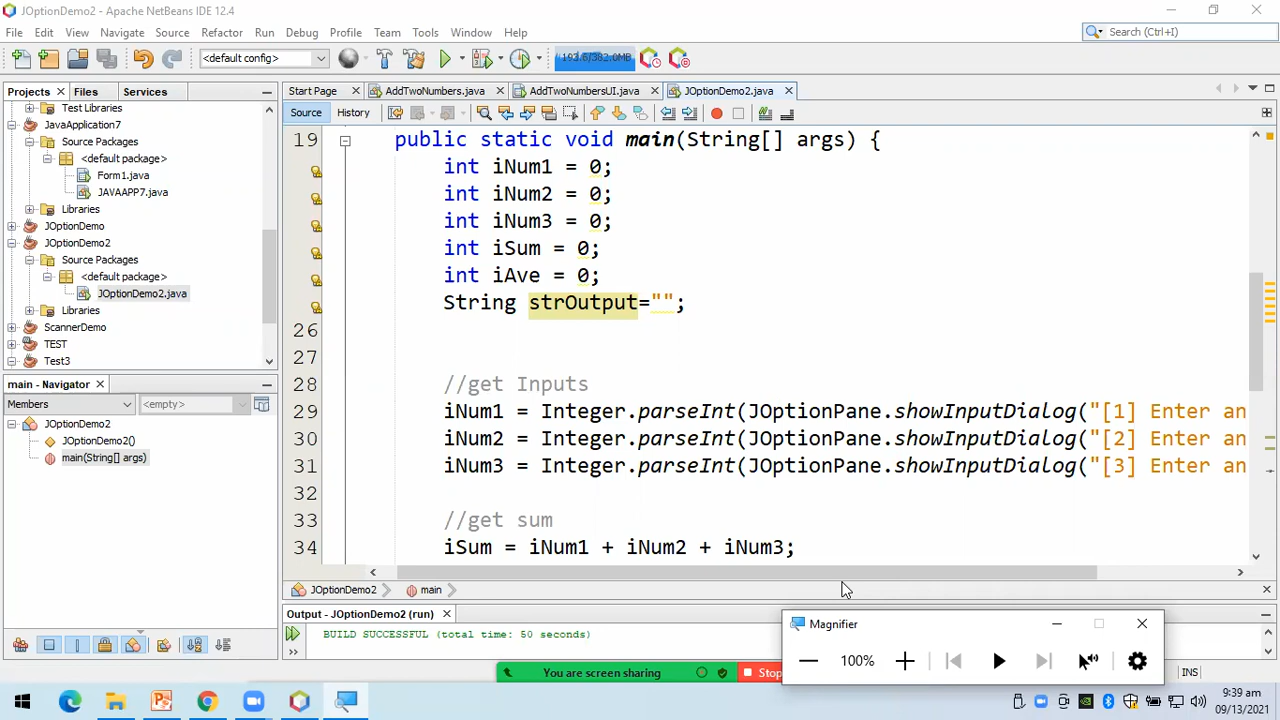 JOptionDemo2 - Apache NetBeans IDE 12.4
File Edit View Navigate Source Refactor Run Debug Profile Team Tools Window Help
Search (Ctrl+I)
<default config>
Projects Files Services
Start Page AddTwoNumbers.java AddTwoNumbersUI.java JOptionDemo2.java
Source History
Test Libraries
JavaApplication7
Source Packages
<default package>
Form1.java
JAVAAPP7.java
Libraries
JOptionDemo
JOptionDemo2
Source Packages
<default package>
JOptionDemo2.java
Libraries
ScannerDemo
TEST
Test3
main - Navigator
Members <empty>
JOptionDemo2
JOptionDemo2()
main(String[] args)
19 public static void main(String[] args) {
int iNum1 = 0;
int iNum2 = 0;
int iNum3 = 0;
int iSum = 0;
int iAve = 0;
String strOutput="";
26
27
28 //get Inputs
29 iNum1 = Integer.parseInt(JOptionPane.showInputDialog("[1] Enter an
30 iNum2 = Integer.parseInt(JOptionPane.showInputDialog("[2] Enter an
31 iNum3 = Integer.parseInt(JOptionPane.showInputDialog("[3] Enter an
32
33 //get sum
34 iSum = iNum1 + iNum2 + iNum3;
JOptionDemo2 main
Output - JOptionDemo2 (run)
BUILD SUCCESSFUL (total time: 50 seconds)
Magnifier
100%
You are screen sharing Stop
INS
9:39 am
09/13/2021